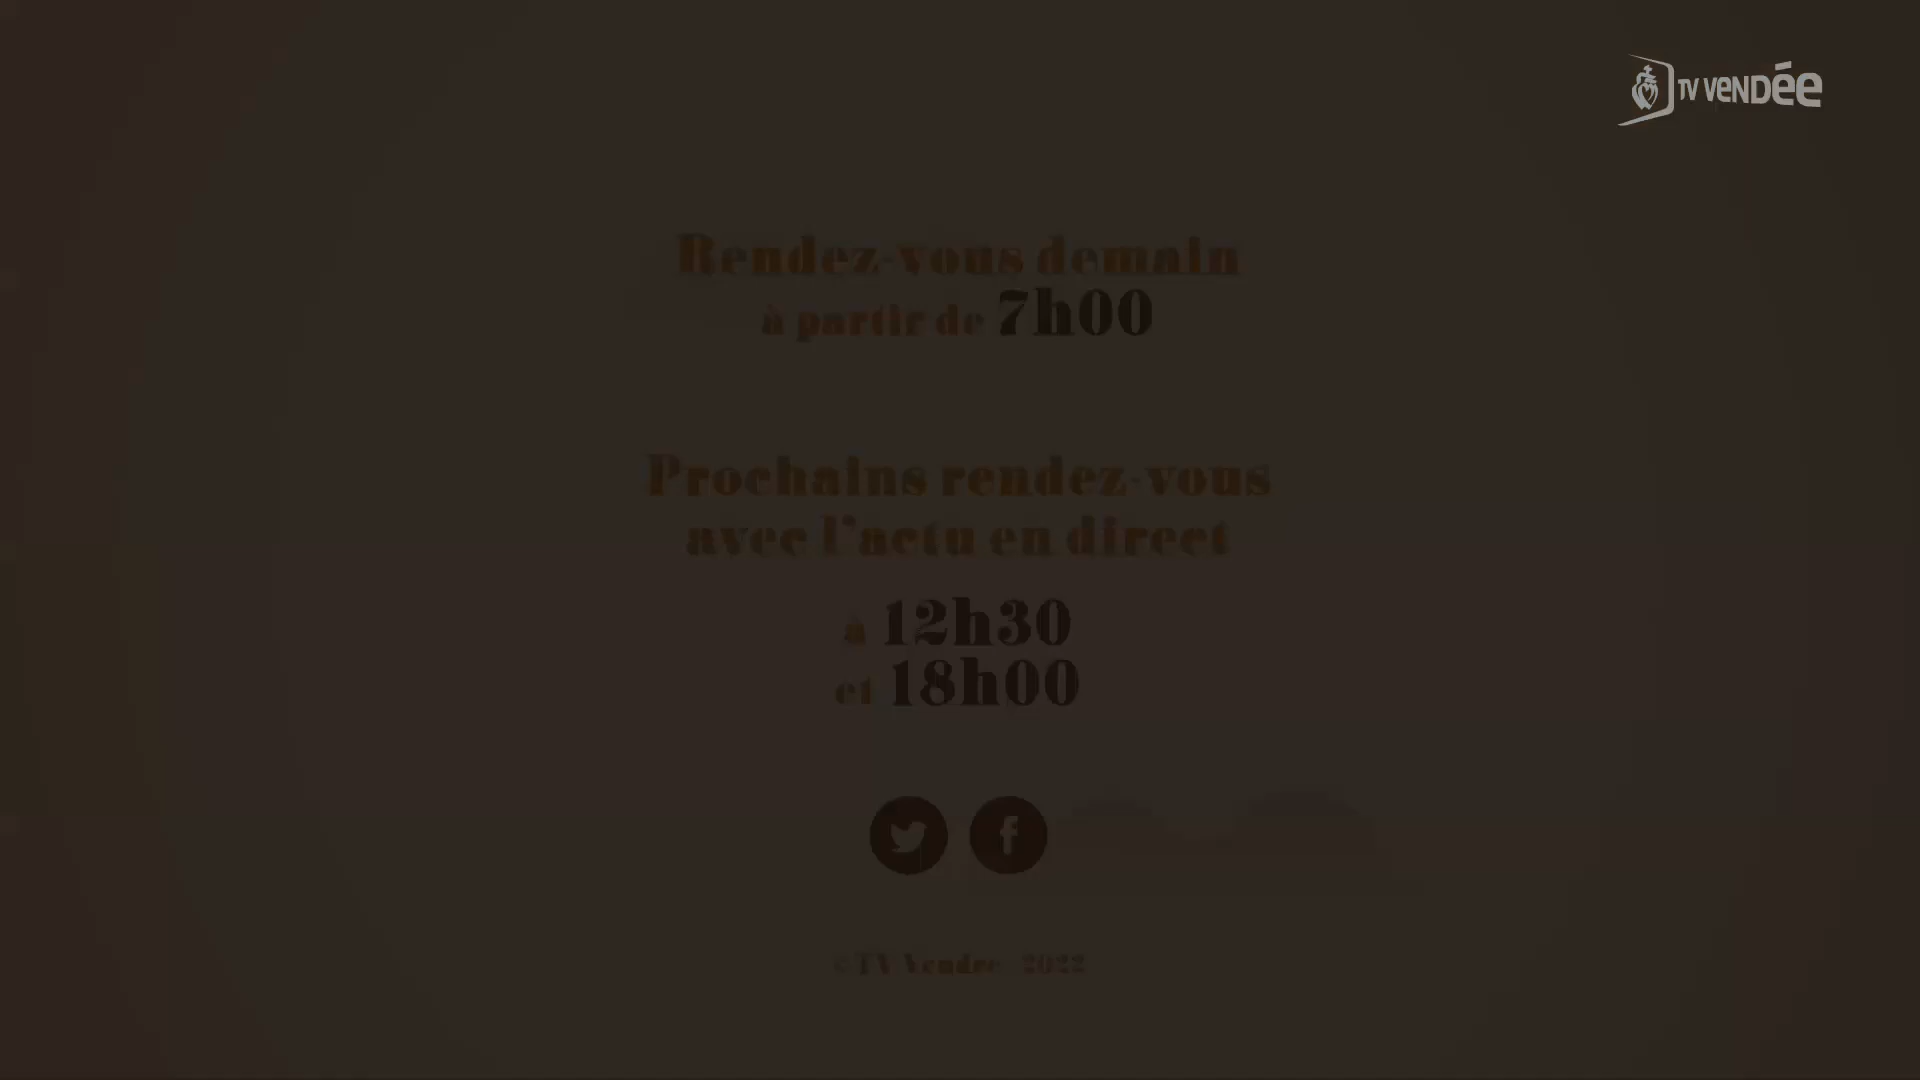 TV VENDÉE
Rendez-vous demain
à partir de 7h00
Prochains rendez-vous
avec l'actu en direct
à 12h30
et 18h00
© TV Vendée 2022